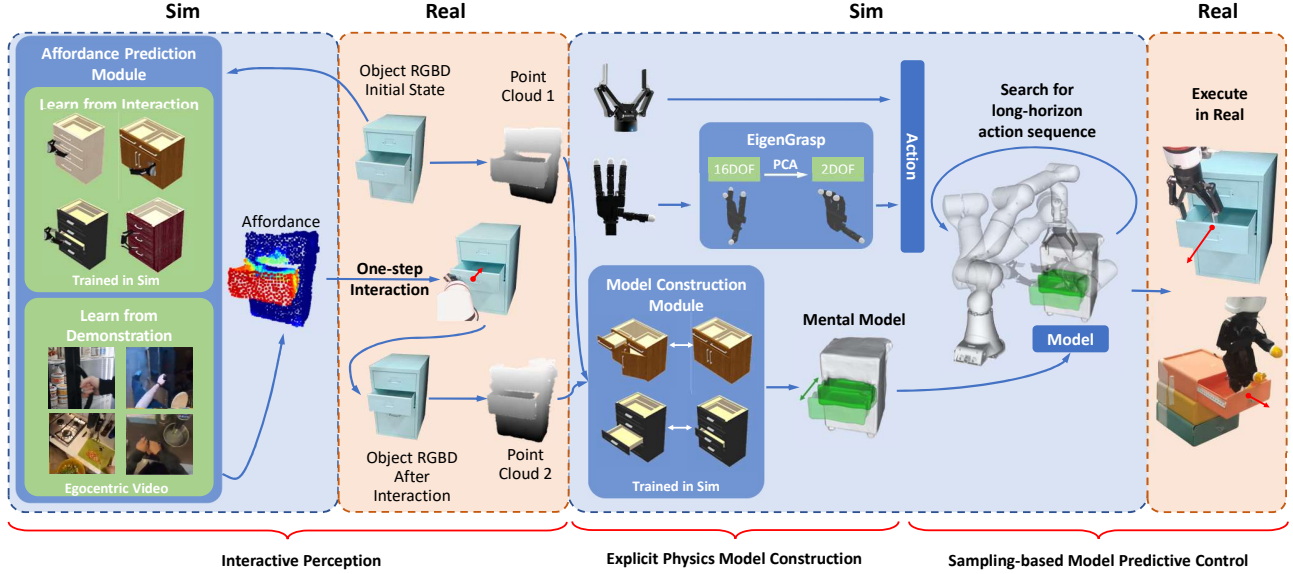 Sim
Real
Sim
Real
Affordance Prediction
Module
Learn from Interaction
Trained in Sim
Learn from
Demonstration
Egocentric Video
Affordance
Object RGBD
Initial State
Point
Cloud 1
One-step
Interaction
Object RGBD
After
Interaction
Point
Cloud 2
EigenGrasp
16DOF
PCA
2DOF
Action
Model Construction
Module
Trained in Sim
Mental Model
Search for
long-horizon
action sequence
Model
Execute
in Real
Interactive Perception
Explicit Physics Model Construction
Sampling-based Model Predictive Control